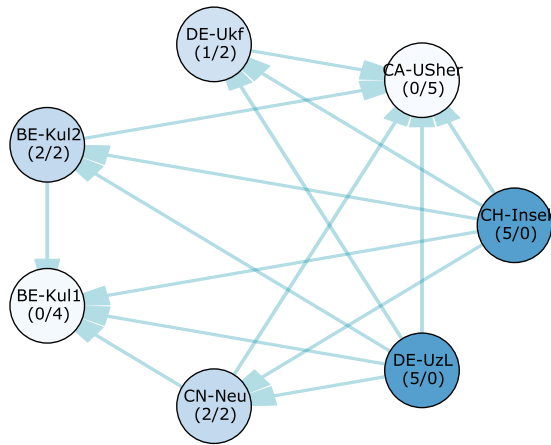 DE-Ukf
(1/2)
CA-USher
(0/5)
BE-Kul2
(2/2)
CH-Insel
(5/0)
BE-Kul1
(0/4)
DE-UzL
(5/0)
CN-Neu
(2/2)